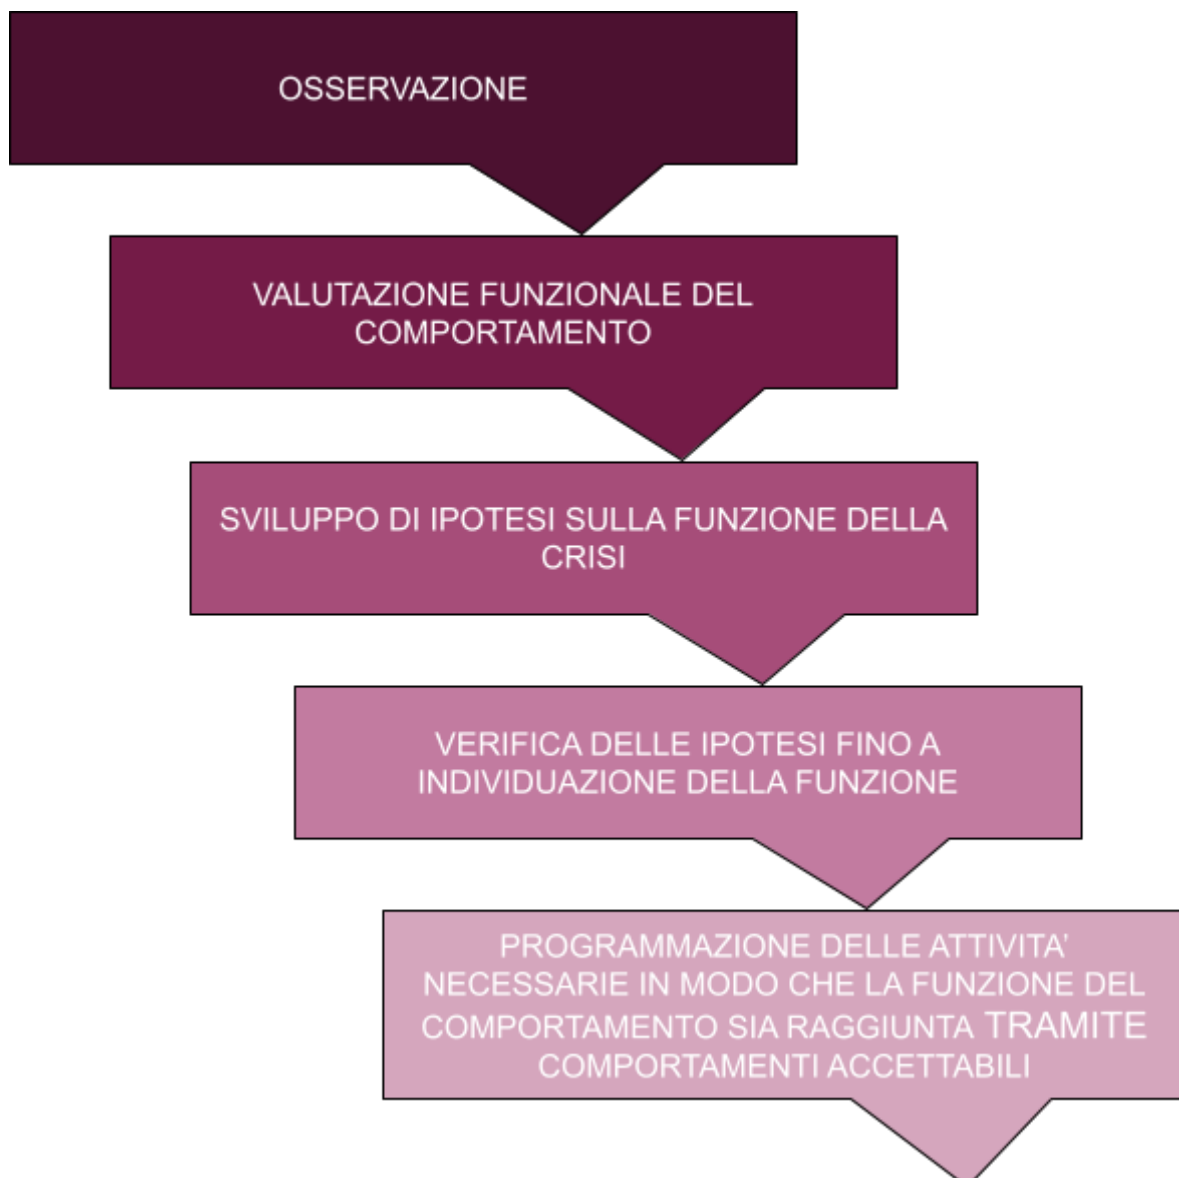 OSSERVAZIONE
VALUTAZIONE FUNZIONALE DEL
COMPORTAMENTO
SVILUPPO DI IPOTESI SULLA FUNZIONE DELLA
CRISI
VERIFICA DELLE IPOTESI FINO A
INDIVIDUAZIONE DELLA FUNZIONE
PROGRAMMAZIONE DELLE ATTIVITA’
NECESSARIE IN MODO CHE LA FUNZIONE DEL
COMPORTAMENTO SIA RAGGIUNTA TRAMITE
COMPORTAMENTI ACCETTABILI